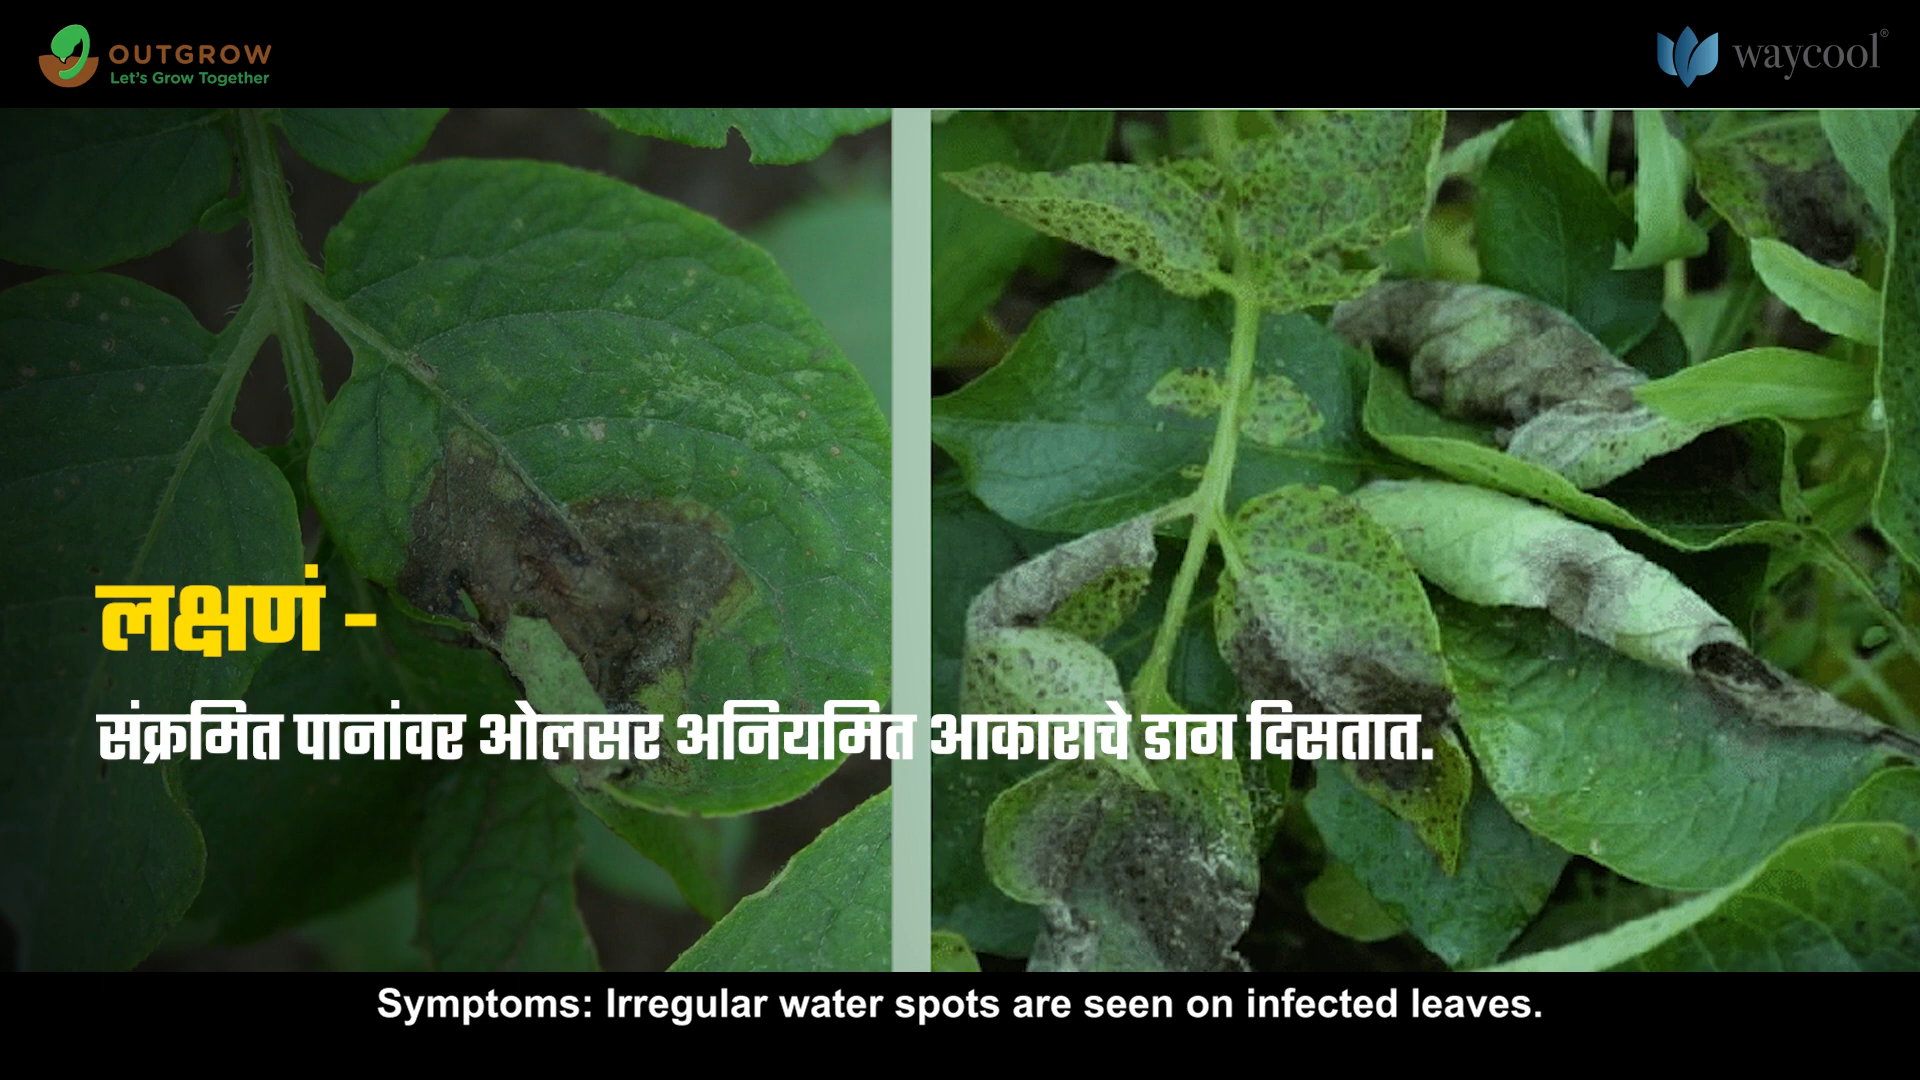 OUTGROW
Let's Grow Together
waycool®
लक्षणं -
संक्रमित पानांवर ओलसर अनियमित आकाराचे डाग दिसतात.
Symptoms: Irregular water spots are seen on infected leaves.